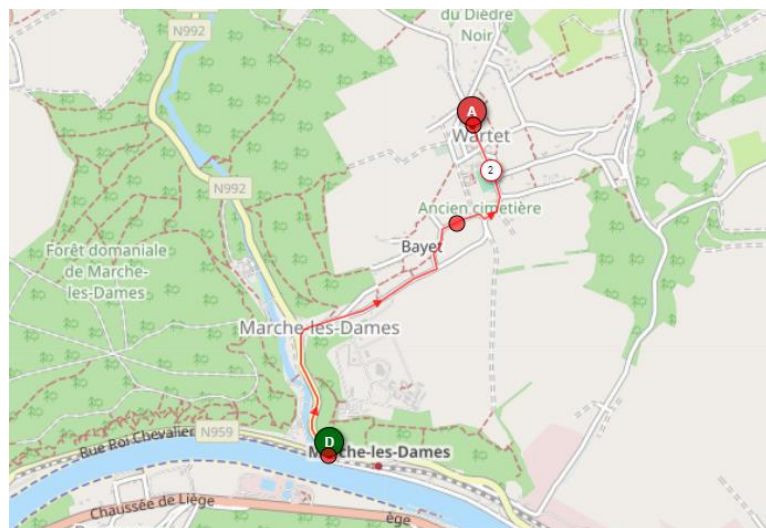 du Dièdre
Noir
N992
A
Wartet
2
N992
Ancien cimetière
Bayet
Forêt domaniale
de Marche-
les-Dames
Marche-les-Dames
D
N959
Rue Roi Chevalier
Marche-les-Dames
Chaussée de Liège
ège